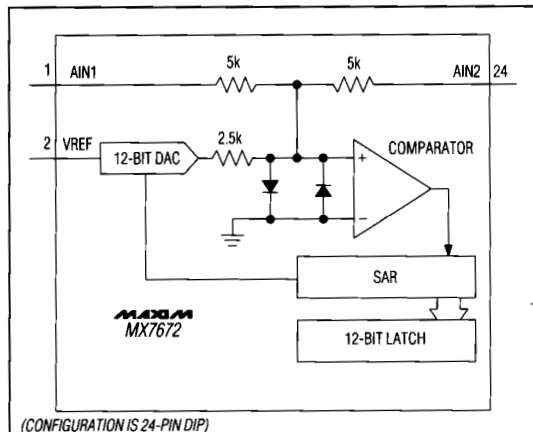 5k 5k
1 AIN1 AIN2 24
2.5k
2 VREF 12-BIT DAC COMPARATOR
+
−
SAR
MAXIM
MX7672
12-BIT LATCH
(CONFIGURATION IS 24-PIN DIP)